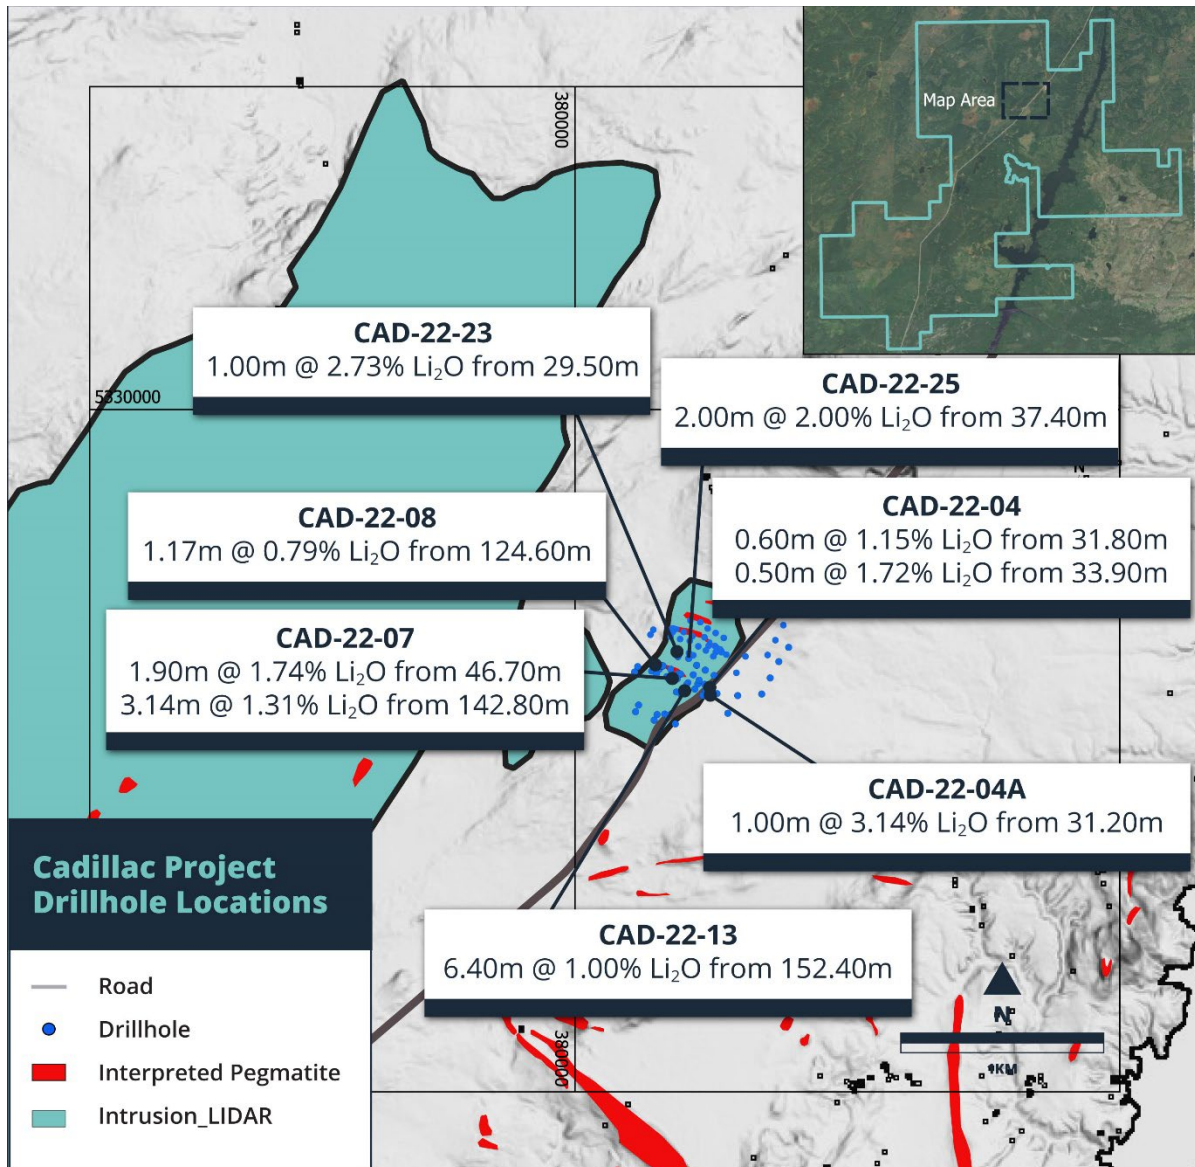 3800000
Map Area
CAD-22-23
1.00m @ 2.73% Li₂O from 29.50m
CAD-22-25
2.00m @ 2.00% Li₂O from 37.40m
5330000
N
CAD-22-04
0.60m @ 1.15% Li₂O from 31.80m
0.50m @ 1.72% Li₂O from 33.90m
CAD-22-08
1.17m @ 0.79% Li₂O from 124.60m
CAD-22-07
1.90m @ 1.74% Li₂O from 46.70m
3.14m @ 1.31% Li₂O from 142.80m
CAD-22-04A
1.00m @ 3.14% Li₂O from 31.20m
Cadillac Project
Drillhole Locations
CAD-22-13
6.40m @ 1.00% Li₂O from 152.40m
Road
Drillhole
Interpreted Pegmatite
Intrusion_LIDAR
380000
N
1KM